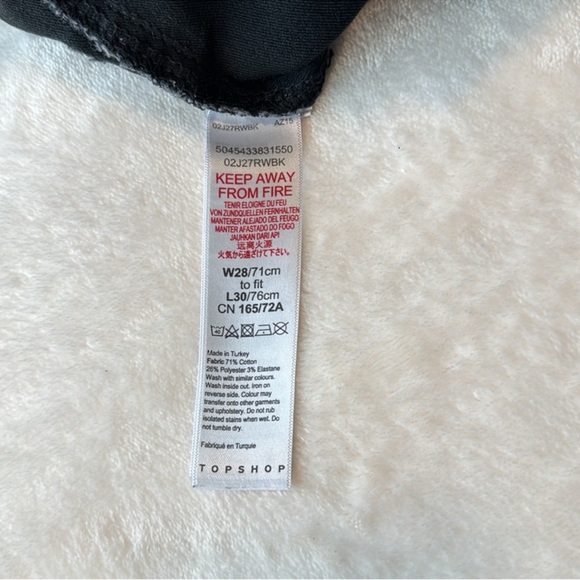 02J27RWBK AZ15
5045433831550
02J27RWBK
KEEP AWAY
FROM FIRE
TENIR ELOIGNE DU FEU
VON ZUNDQUELLEN FERNHALTEN
MANTENER ALEJADO DEL FEUGO
MANTER AFASTADO DO FOGO
JAUHKAN DARI API
远离火源
火気から遠ざけて下さい
W28/71cm
to fit
L30/76cm
CN 165/72A
Made in Turkey
Fabric 71% Cotton
26% Polyester 3% Elastane
Wash with similar colours.
Wash inside out. Iron on
reverse side. Colour may
transfer onto other garments
and upholstery. Do not rub
isolated stains when wet. Do
not tumble dry.
Fabriqué en Turquie
TOPSHOP